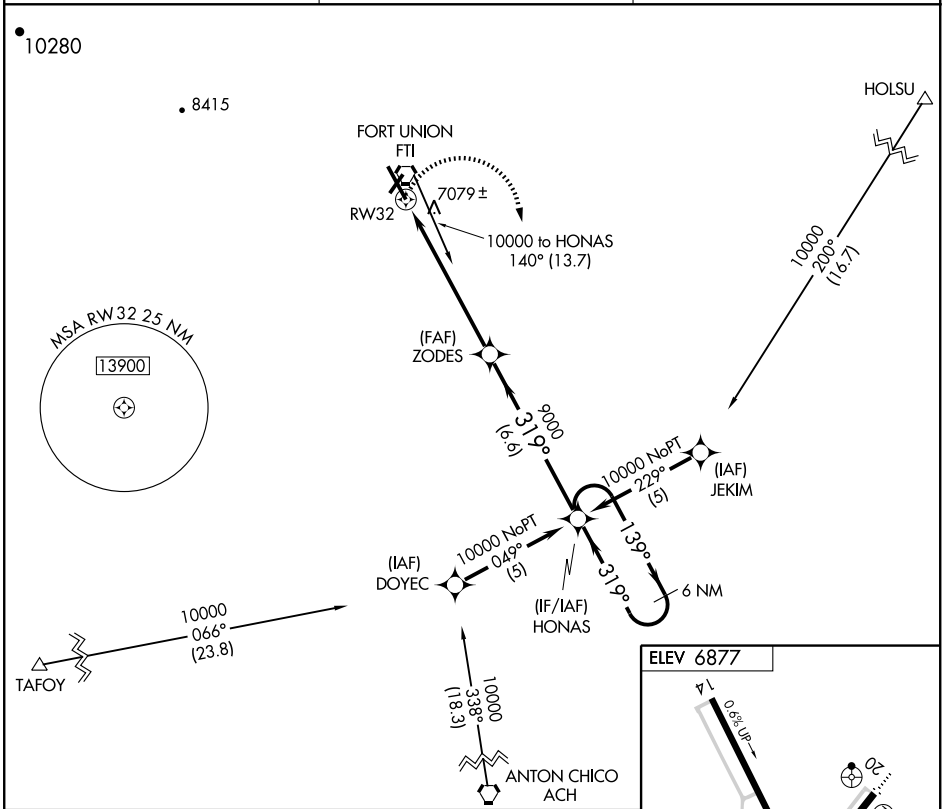 10280
8415
HOLSU
FORT UNION
FTI
7079 ±
RW32
10000 to HONAS
140° (13.7)
10000
200°
(16.7)
MSA RW32 25 NM
13900
(FAF)
ZODES
9000
319°
(6.6)
10000 NoPT
229°
(5)
(IAF)
JEKIM
10000 NoPT
049°
(5)
(IAF)
DOYEC
139°
319°
6 NM
(IF/IAF)
HONAS
10000
066°
(23.8)
TAFOY
10000
338°
(18.3)
ANTON CHICO
ACH
ELEV 6877
14
0.6% UP
20